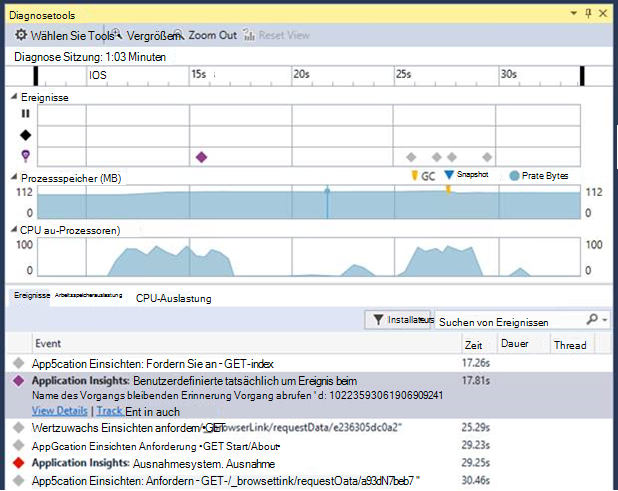 Diagnosetools
Wählen Sie Tools Vergrößern Zoom Out Reset View
Diagnose Sitzung: 1:03 Minuten
IOS 15s 20s 25s 30s
Ereignisse
Prozessspeicher (MB) GC Snapshot Prate Bytes
112 112
0 0
CPU au-Prozessoren)
100 100
0 0
Ereignisse Arbeitsspeicherauslastung CPU-Auslastung
Installateurs Suchen von Ereignissen
Event Zeit Dauer Thread
App5cation Einsichten: Fordern Sie an - GET-index 17.26s
Application Insights: Benutzerdefinierte tatsächlich um Ereignis beim 17.81s
Name des Vorgangs bleibenden Erinnerung Vorgang abrufen ' d: 10223593061906909241
View Details | Track Ent in auch
Wertzuwachs Einsichten anfordern/•GET rowserLink/requestData/e236305dc0a2" 25.29s
AppGcation Einsichten Anforderung •GET Start/About 29.23s
Application Insights: Ausnahmesystem. Ausnahme 29.25s
App5cation Einsichten: Anfordern - GET-/_browsettink/requestOata/a93dN7beb7 " 30.46s